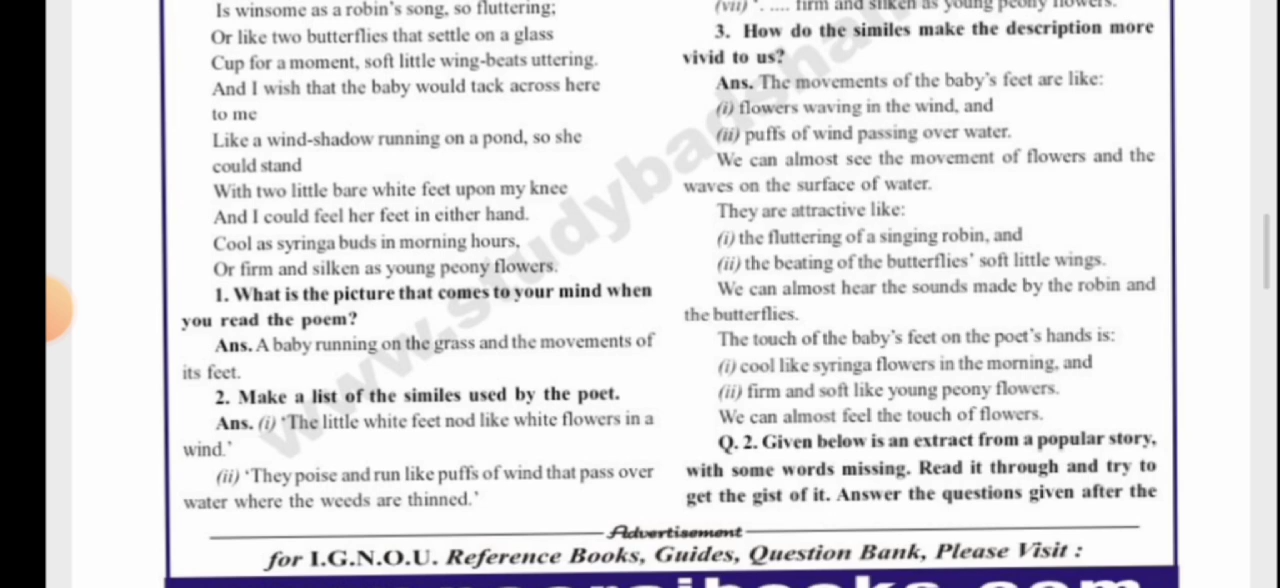 Is winsome as a robin's song, so fluttering;
Or like two butterflies that settle on a glass
Cup for a moment, soft little wing-beats uttering.
And I wish that the baby would tack across here
to me
Like a wind-shadow running on a pond, so she
could stand
With two little bare white feet upon my knee
And I could feel her feet in either hand.
Cool as syringa buds in morning hours,
Or firm and silken as young peony flowers.
1. What is the picture that comes to your mind when
you read the poem?
Ans. A baby running on the grass and the movements of
its feet.
2. Make a list of the similes used by the poet.
Ans. (i) 'The little white feet nod like white flowers in a
wind.'
(ii) 'They poise and run like puffs of wind that pass over
water where the weeds are thinned.'
(vii) '. .... firm and silken as young peony flowers.'
3. How do the similes make the description more
vivid to us?
Ans. The movements of the baby's feet are like:
(i) flowers waving in the wind, and
(ii) puffs of wind passing over water.
We can almost see the movement of flowers and the
waves on the surface of water.
They are attractive like:
(i) the fluttering of a singing robin, and
(ii) the beating of the butterflies' soft little wings.
We can almost hear the sounds made by the robin and
the butterflies.
The touch of the baby's feet on the poet's hands is:
(i) cool like syringa flowers in the morning, and
(ii) firm and soft like young peony flowers.
We can almost feel the touch of flowers.
Q. 2. Given below is an extract from a popular story,
with some words missing. Read it through and try to
get the gist of it. Answer the questions given after the
Advertisement
for I.G.N.O.U. Reference Books, Guides, Question Bank, Please Visit :